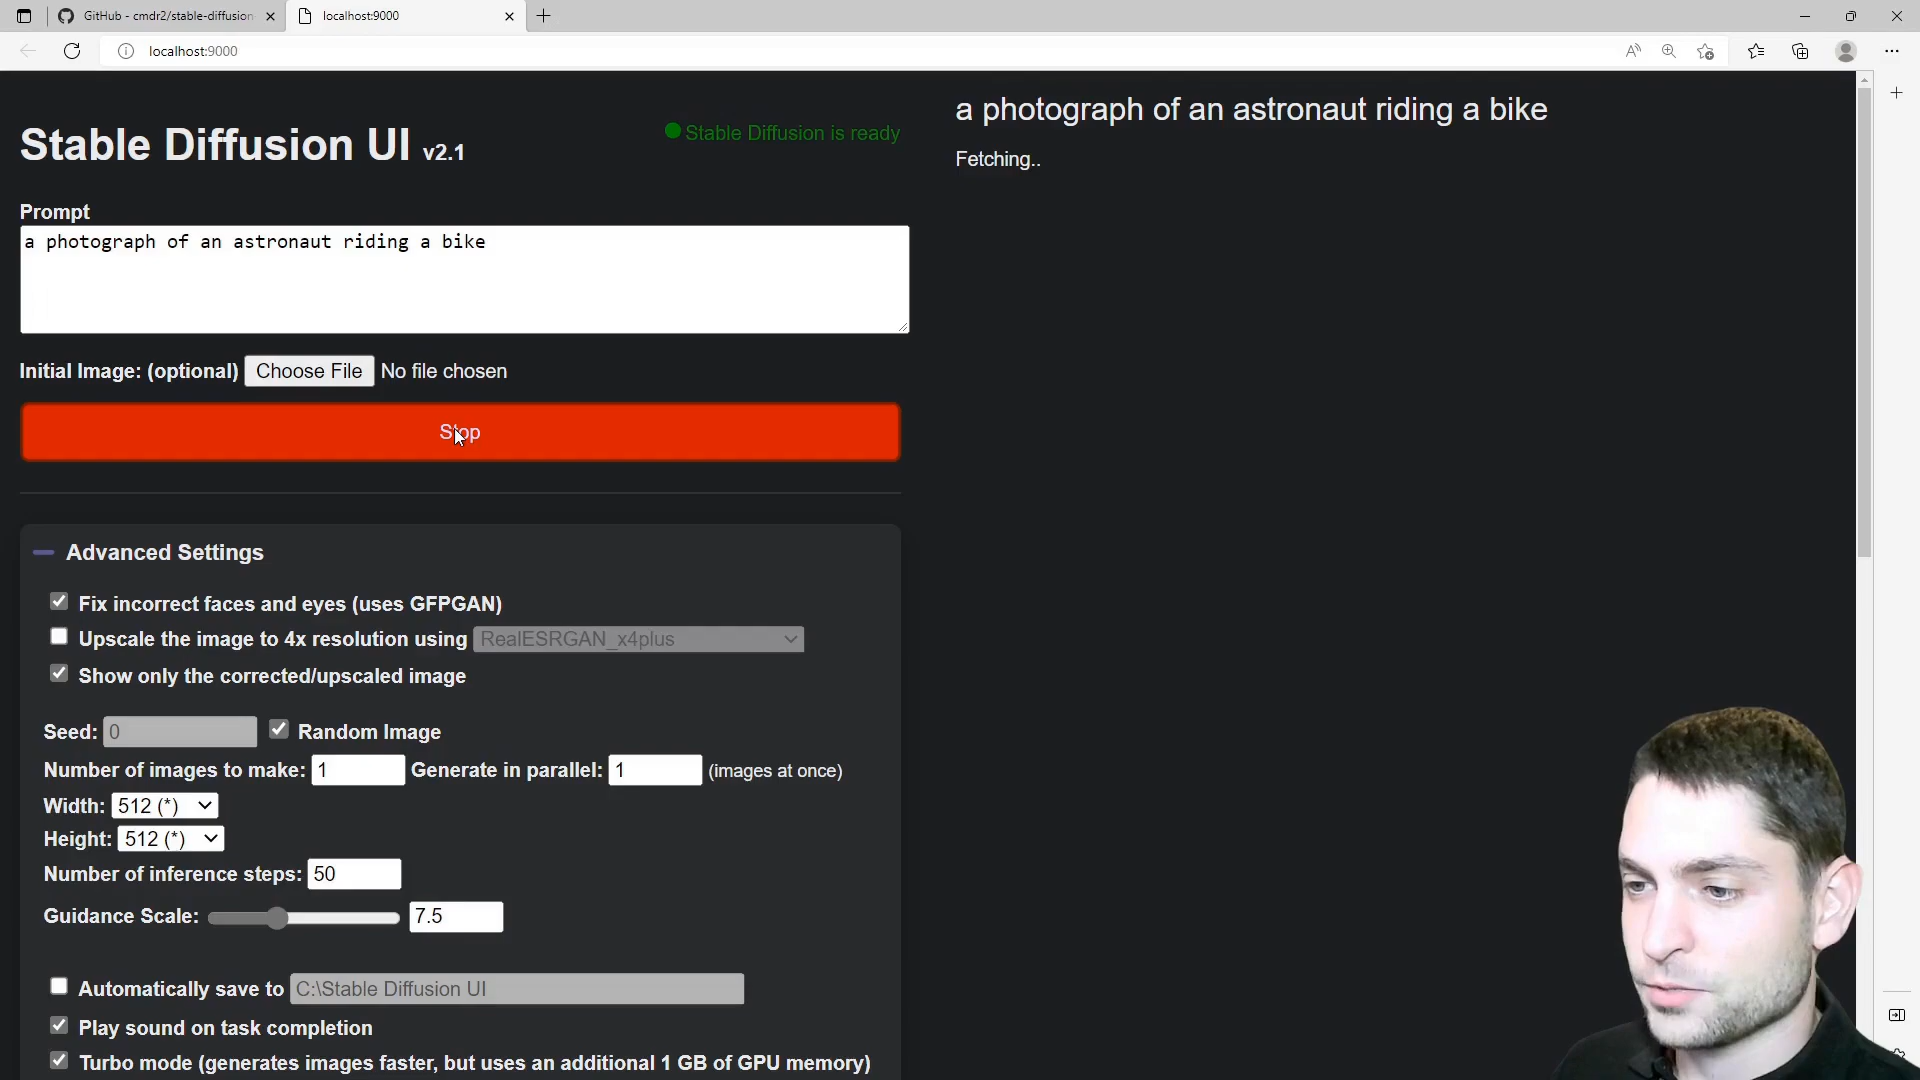 GitHub - cmdr2/stable-diffusion
localhost:9000
localhost:9000
Stable Diffusion UI v2.1
Stable Diffusion is ready
Prompt
a photograph of an astronaut riding a bike
Initial Image: (optional) Choose File No file chosen
Stop
Advanced Settings
Fix incorrect faces and eyes (uses GFPGAN)
Upscale the image to 4x resolution using RealESRGAN_x4plus
Show only the corrected/upscaled image
Seed: 0 Random Image
Number of images to make: 1 Generate in parallel: 1 (images at once)
Width: 512 (*)
Height: 512 (*)
Number of inference steps: 50
Guidance Scale: 7.5
Automatically save to C:\Stable Diffusion UI
Play sound on task completion
Turbo mode (generates images faster, but uses an additional 1 GB of GPU memory)
a photograph of an astronaut riding a bike
Fetching..